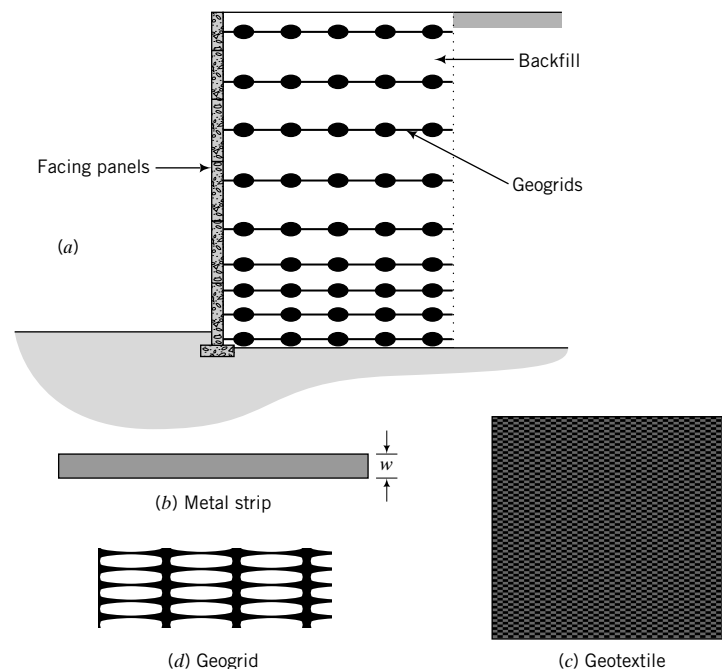 Backfill
Facing panels
Geogrids
(a)
w
(b) Metal strip
(d) Geogrid
(c) Geotextile